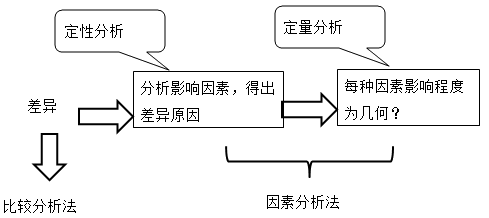 定性分析
定量分析
分析影响因素，得出
差异原因
每种因素影响程度
为几何？
差异
比较分析法
因素分析法